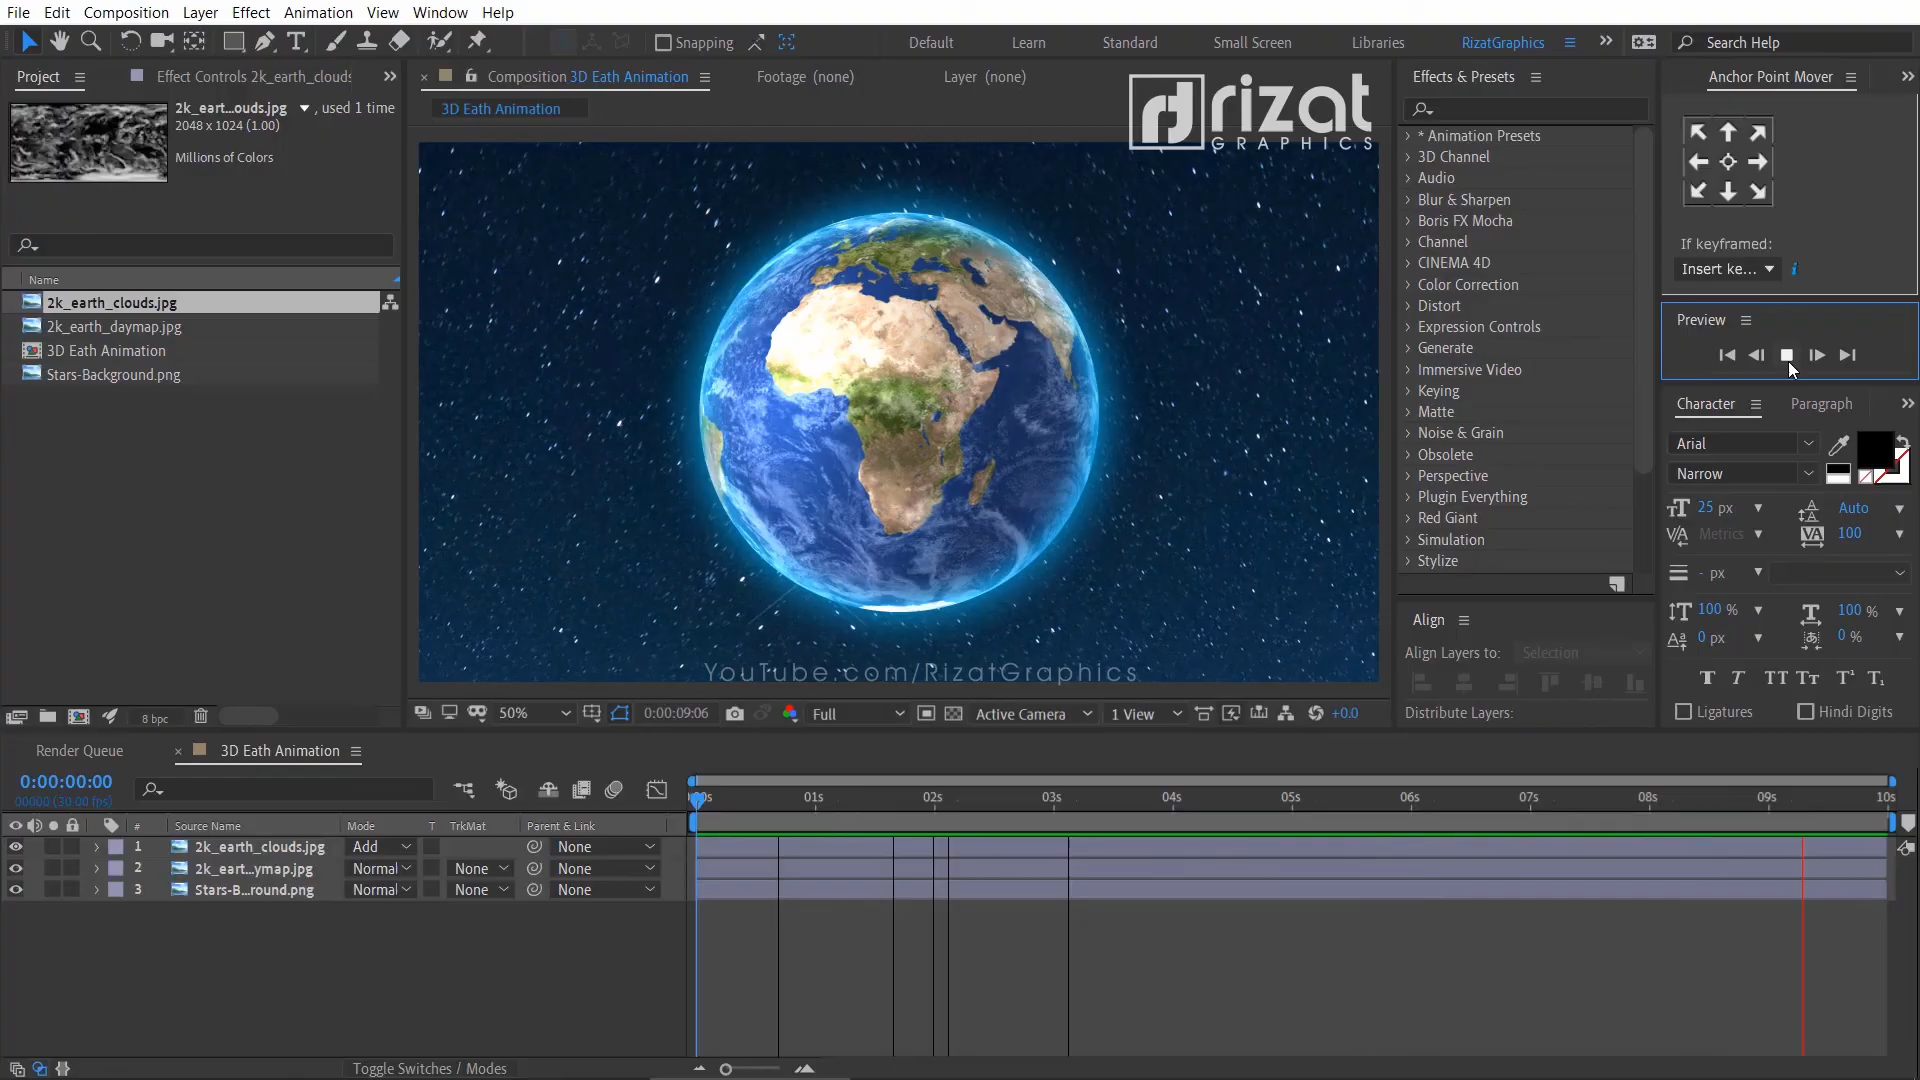 File Edit Composition Layer Effect Animation View Window Help
Snapping Default Learn Standard Small Screen Libraries RizatGraphics Search Help
Project
Effect Controls 2k_earth_clouds
Composition 3D Eath Animation
Footage (none)
Layer (none)
Effects & Presets
Anchor Point Mover
2k_eart...ouds.jpg , used 1 time
2048 x 1024 (1.00)
Millions of Colors
3D Eath Animation
rizat
GRAPHICS
YouTube.com/RizatGraphics
Name
2k_earth_clouds.jpg
2k_earth_daymap.jpg
3D Eath Animation
Stars-Background.png
8 bpc
* Animation Presets
3D Channel
Audio
Blur & Sharpen
Boris FX Mocha
Channel
CINEMA 4D
Color Correction
Distort
Expression Controls
Generate
Immersive Video
Keying
Matte
Noise & Grain
Obsolete
Perspective
Plugin Everything
Red Giant
Simulation
Stylize
Align
Align Layers to: Selection
Distribute Layers:
If keyframed:
Insert ke...
Preview
Character Paragraph
Arial
Narrow
25 px Auto
Metrics 100
- px
100 % 100 %
0 px 0 %
T T TT Tt T¹ T₁
Ligatures Hindi Digits
50% 0:00:09:06 Full Active Camera 1 View +0.0
Render Queue 3D Eath Animation
0:00:00:00
00000 (30.00 fps)
01s 02s 03s 04s 05s 06s 07s 08s 09s 10s
# Source Name Mode T TrkMat Parent & Link
1 2k_earth_clouds.jpg Add None
2 2k_eart...ymap.jpg Normal None None
3 Stars-B...round.png Normal None None
Toggle Switches / Modes